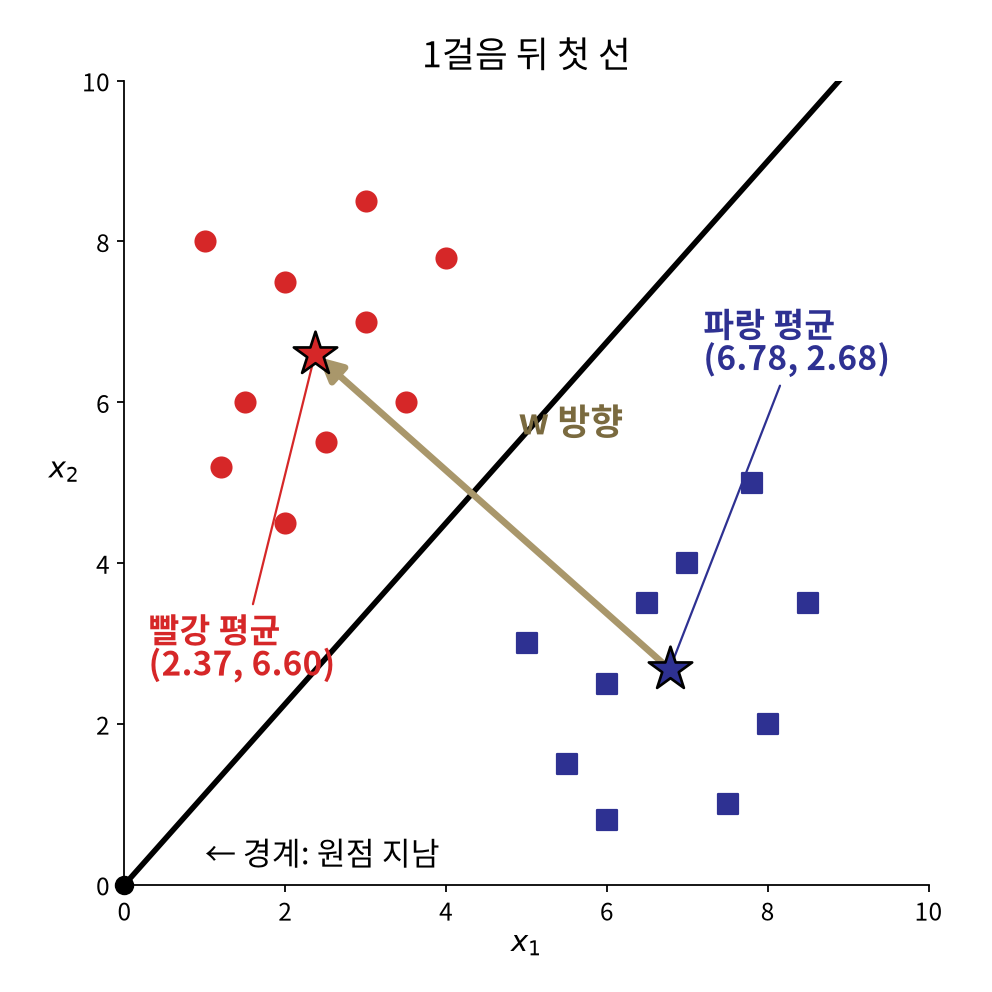 1걸음 뒤 첫 선
10
8
6
4
2
0
x₂
파랑 평균
(6.78, 2.68)
w 방향
빨강 평균
(2.37, 6.60)
← 경계: 원점 지남
0 2 4 6 8 10
x₁